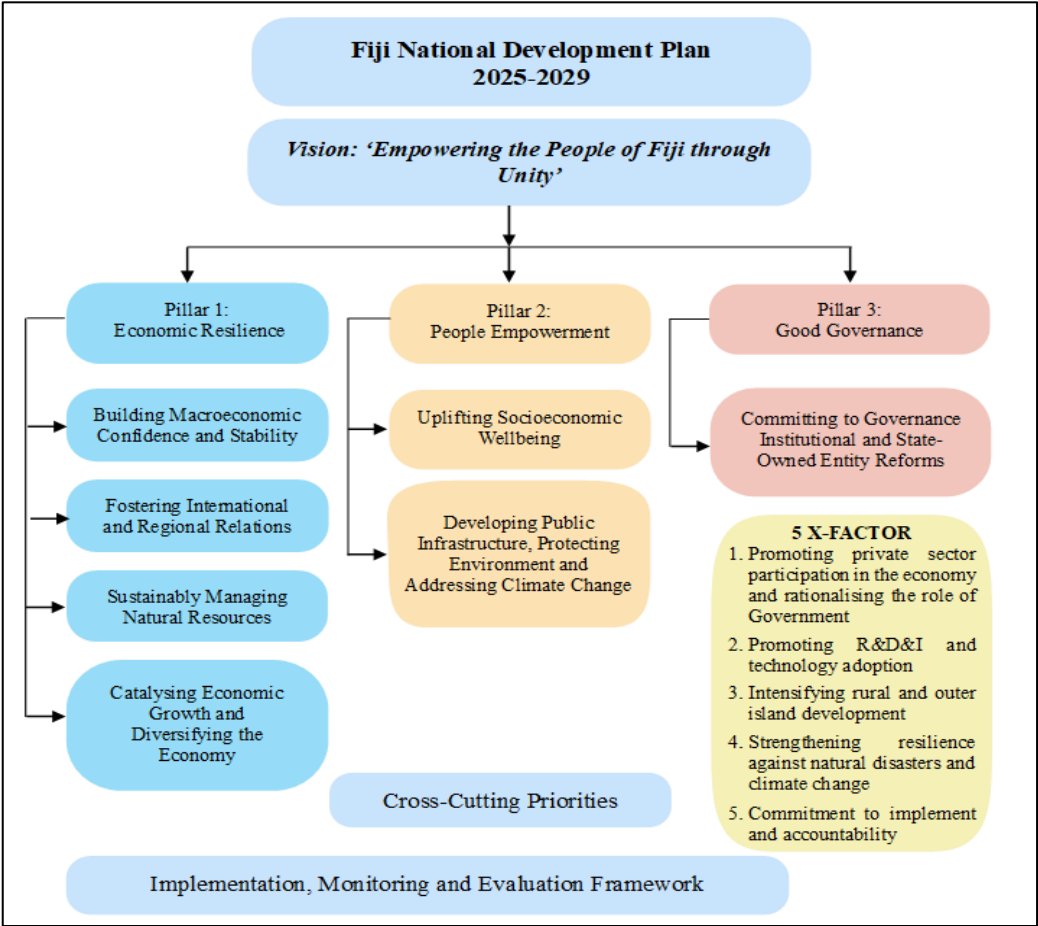 Fiji National Development Plan
2025-2029
Vision: ‘Empowering the People of Fiji through
Unity’
Pillar 1:
Economic Resilience
Building Macroeconomic
Confidence and Stability
Fostering International
and Regional Relations
Sustainably Managing
Natural Resources
Catalysing Economic
Growth and
Diversifying the
Economy
Pillar 2:
People Empowerment
Uplifting Socioeconomic
Wellbeing
Developing Public
Infrastructure, Protecting
Environment and
Addressing Climate Change
Pillar 3:
Good Governance
Committing to Governance
Institutional and State-
Owned Entity Reforms
5 X-FACTOR
1. Promoting private sector
participation in the economy
and rationalising the role of
Government
2. Promoting R&D&I and
technology adoption
3. Intensifying rural and outer
island development
4. Strengthening resilience
against natural disasters and
climate change
5. Commitment to implement
and accountability
Cross-Cutting Priorities
Implementation, Monitoring and Evaluation Framework